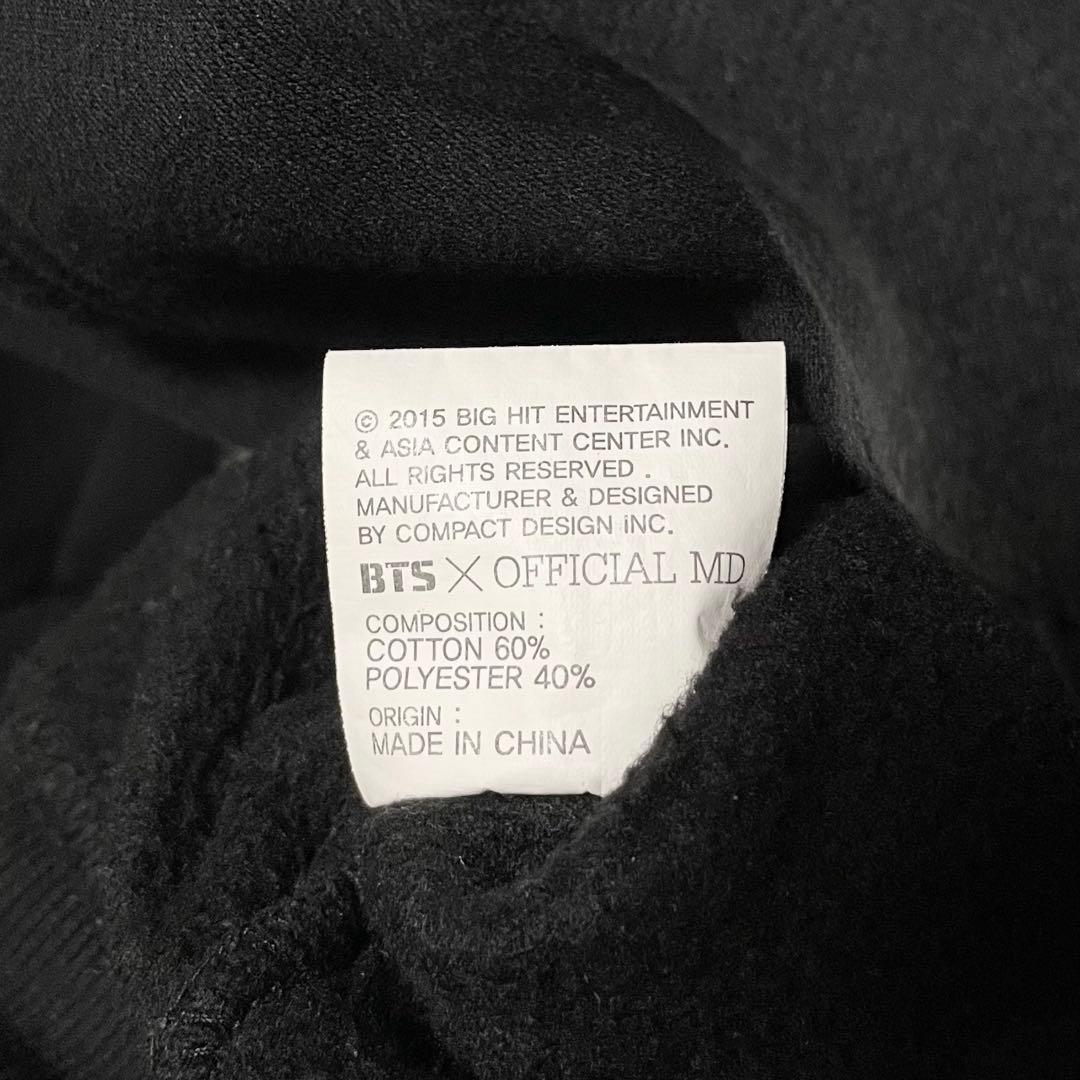 © 2015 BIG HIT ENTERTAINMENT
& ASIA CONTENT CENTER INC.
ALL RIGHTS RESERVED .
MANUFACTURER & DESIGNED
BY COMPACT DESIGN INC.
BTS X OFFICIAL MD
COMPOSITION :
COTTON 60%
POLYESTER 40%
ORIGIN :
MADE IN CHINA